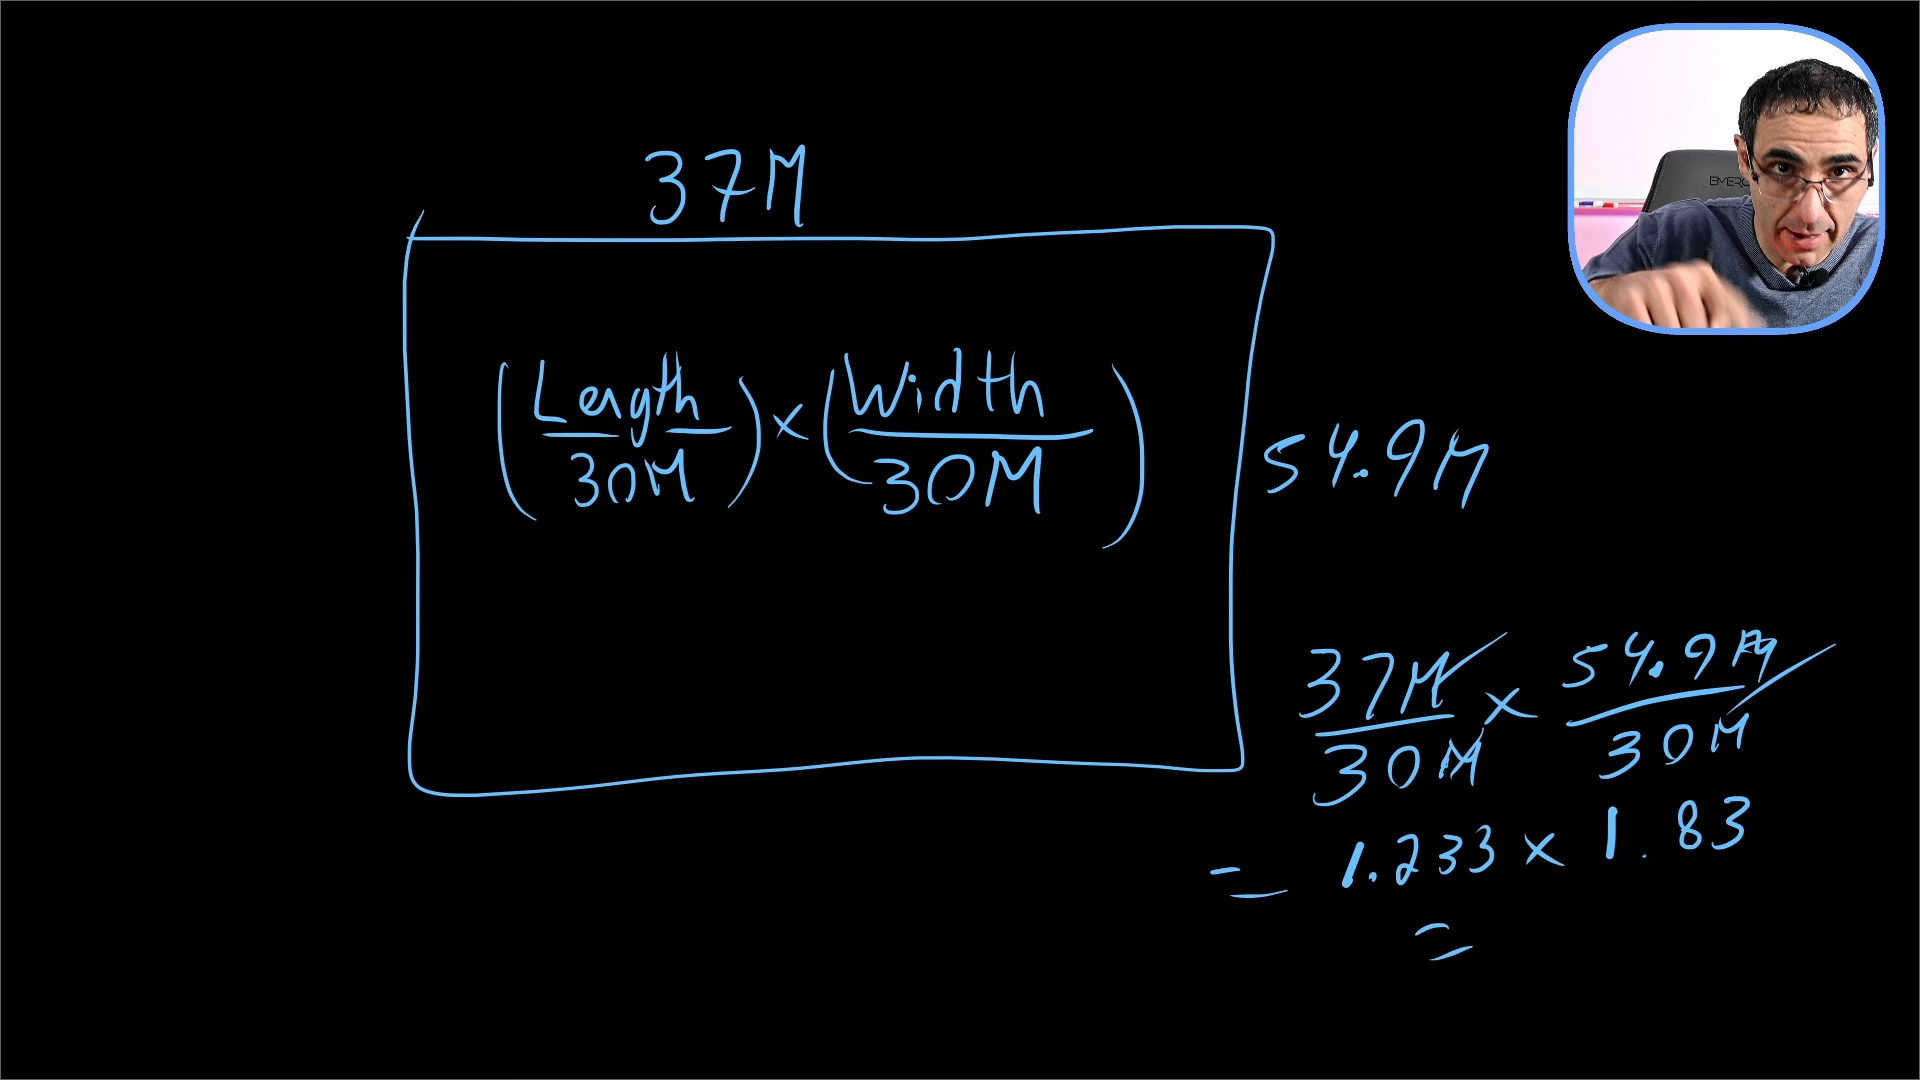 37M
(Length/30M) × (Width/30M)
54.9M
37M/30M × 54.9M/30M
= 1.233 × 1.83
=